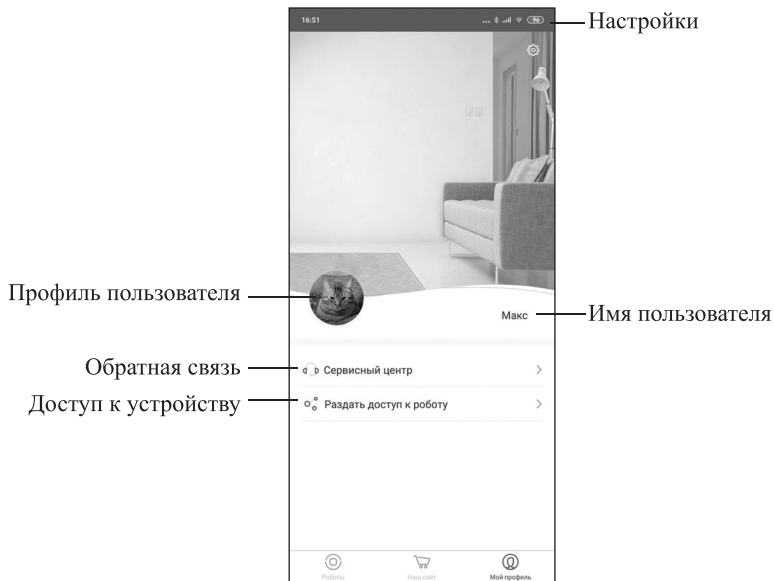 16:51
96
Настройки
Профиль пользователя
Макс
Имя пользователя
Обратная связь
Сервисный центр
Доступ к устройству
Раздать доступ к роботу
Роботы
Наш сайт
Мой профиль